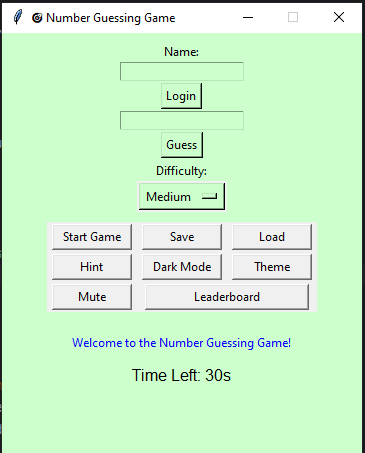 Number Guessing Game
Name:
Login
Guess
Difficulty:
Medium
Start Game Save Load
Hint Dark Mode Theme
Mute Leaderboard
Welcome to the Number Guessing Game!
Time Left: 30s